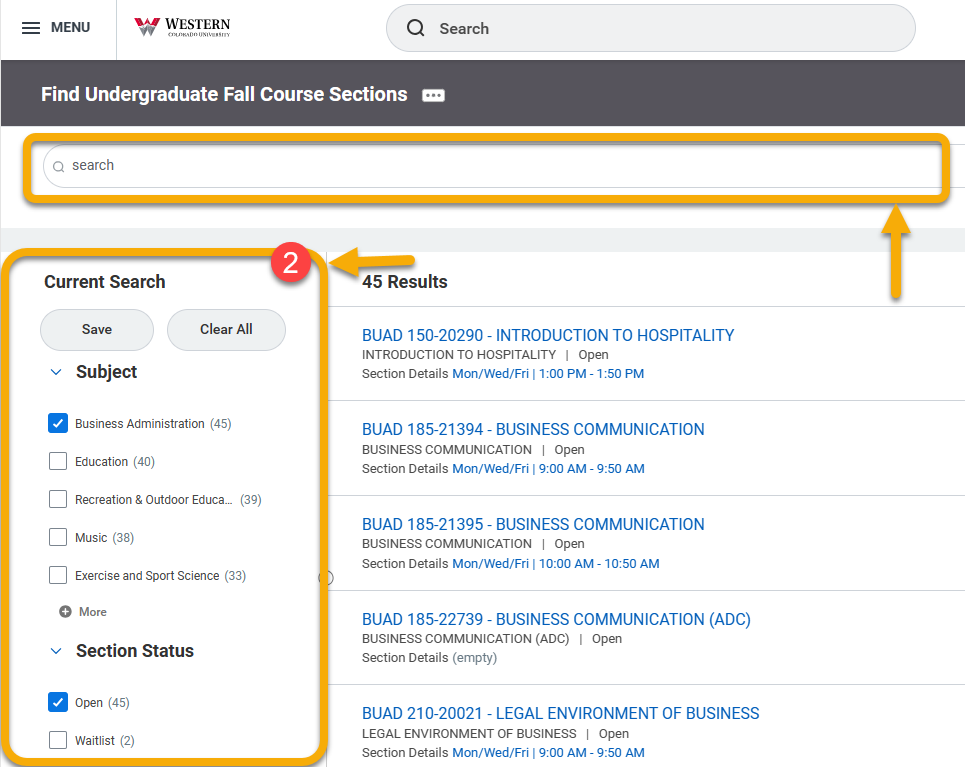 MENU
WESTERN
COLORADO UNIVERSITY
Search
Find Undergraduate Fall Course Sections
search
2
Current Search
45 Results
Save
Clear All
Subject
Business Administration (45)
Education (40)
Recreation & Outdoor Educa... (39)
Music (38)
Exercise and Sport Science (33)
More
Section Status
Open (45)
Waitlist (2)
BUAD 150-20290 - INTRODUCTION TO HOSPITALITY
INTRODUCTION TO HOSPITALITY | Open
Section Details Mon/Wed/Fri | 1:00 PM - 1:50 PM
BUAD 185-21394 - BUSINESS COMMUNICATION
BUSINESS COMMUNICATION | Open
Section Details Mon/Wed/Fri | 9:00 AM - 9:50 AM
BUAD 185-21395 - BUSINESS COMMUNICATION
BUSINESS COMMUNICATION | Open
Section Details Mon/Wed/Fri | 10:00 AM - 10:50 AM
BUAD 185-22739 - BUSINESS COMMUNICATION (ADC)
BUSINESS COMMUNICATION (ADC) | Open
Section Details (empty)
BUAD 210-20021 - LEGAL ENVIRONMENT OF BUSINESS
LEGAL ENVIRONMENT OF BUSINESS | Open
Section Details Mon/Wed/Fri | 9:00 AM - 9:50 AM